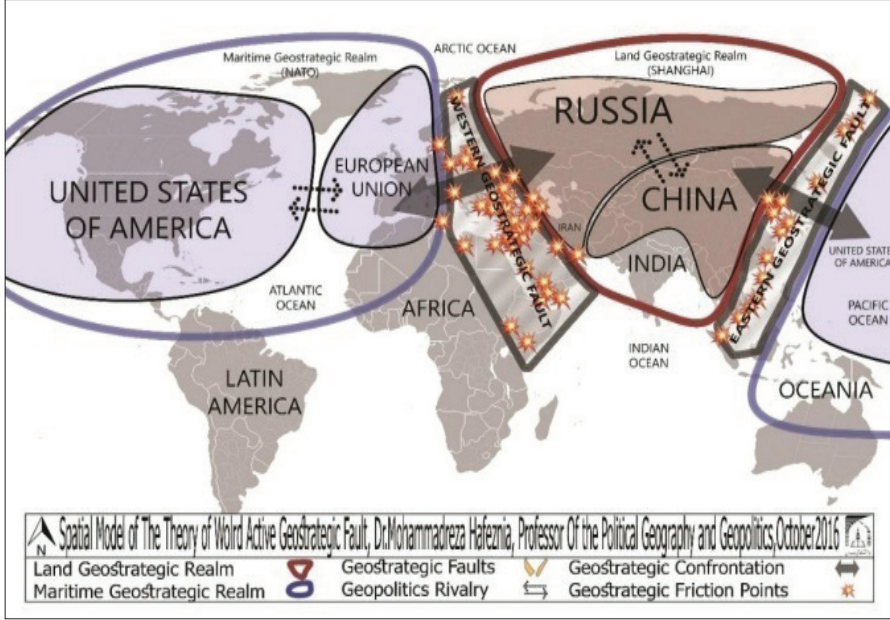 Maritime Geostrategic Realm
(NATO)
ARCTIC OCEAN
Land Geostrategic Realm
(SHANGHAI)
RUSSIA
WESTERN GEOSTRATEGIC FAULT
EASTERN GEOSTRATEGIC FAULT
EUROPEAN
UNION
UNITED STATES
OF AMERICA
CHINA
IRAN
INDIA
UNITED STATES
OF AMERICA
ATLANTIC
OCEAN
AFRICA
PACIFIC
OCEAN
INDIAN
OCEAN
LATIN
AMERICA
OCEANIA
N
Spatial Model of The Theory of Wolrd Active Geostrategic Fault, Dr.Mohammadreza Hafeznia, Professor Of the Political Geography and Geopolitics,October2016
Land Geostrategic Realm
Geostrategic Faults
Geostrategic Confrontation
Maritime Geostrategic Realm
Geopolitics Rivalry
Geostrategic Friction Points